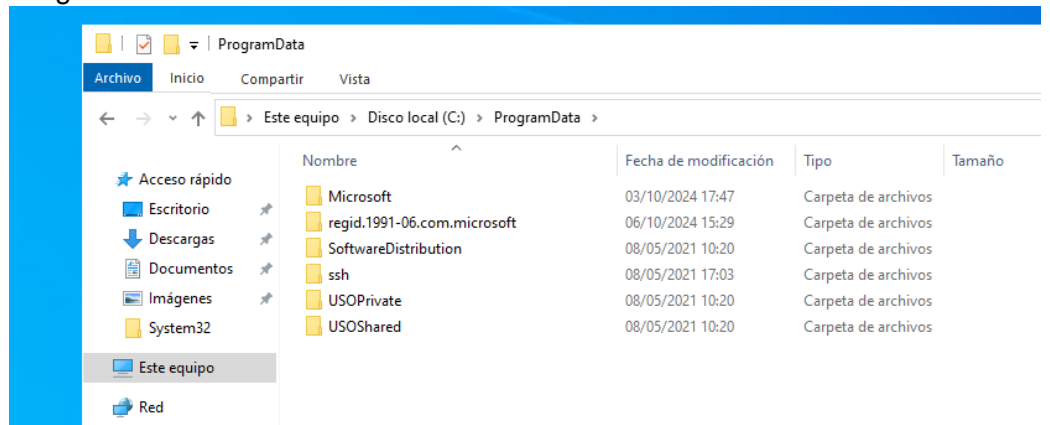 ProgramData
Archivo Inicio Compartir Vista
Este equipo > Disco local (C:) > ProgramData >
Acceso rápido
Escritorio
Descargas
Documentos
Imágenes
System32
Este equipo
Red
Nombre Fecha de modificación Tipo Tamaño
Microsoft 03/10/2024 17:47 Carpeta de archivos
regid.1991-06.com.microsoft 06/10/2024 15:29 Carpeta de archivos
SoftwareDistribution 08/05/2021 10:20 Carpeta de archivos
ssh 08/05/2021 17:03 Carpeta de archivos
USOPrivate 08/05/2021 10:20 Carpeta de archivos
USOShared 08/05/2021 10:20 Carpeta de archivos